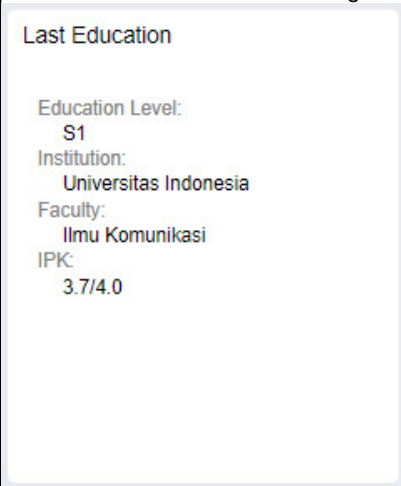 Last Education
Education Level:
S1
Institution:
Universitas Indonesia
Faculty:
Ilmu Komunikasi
IPK:
3.7/4.0